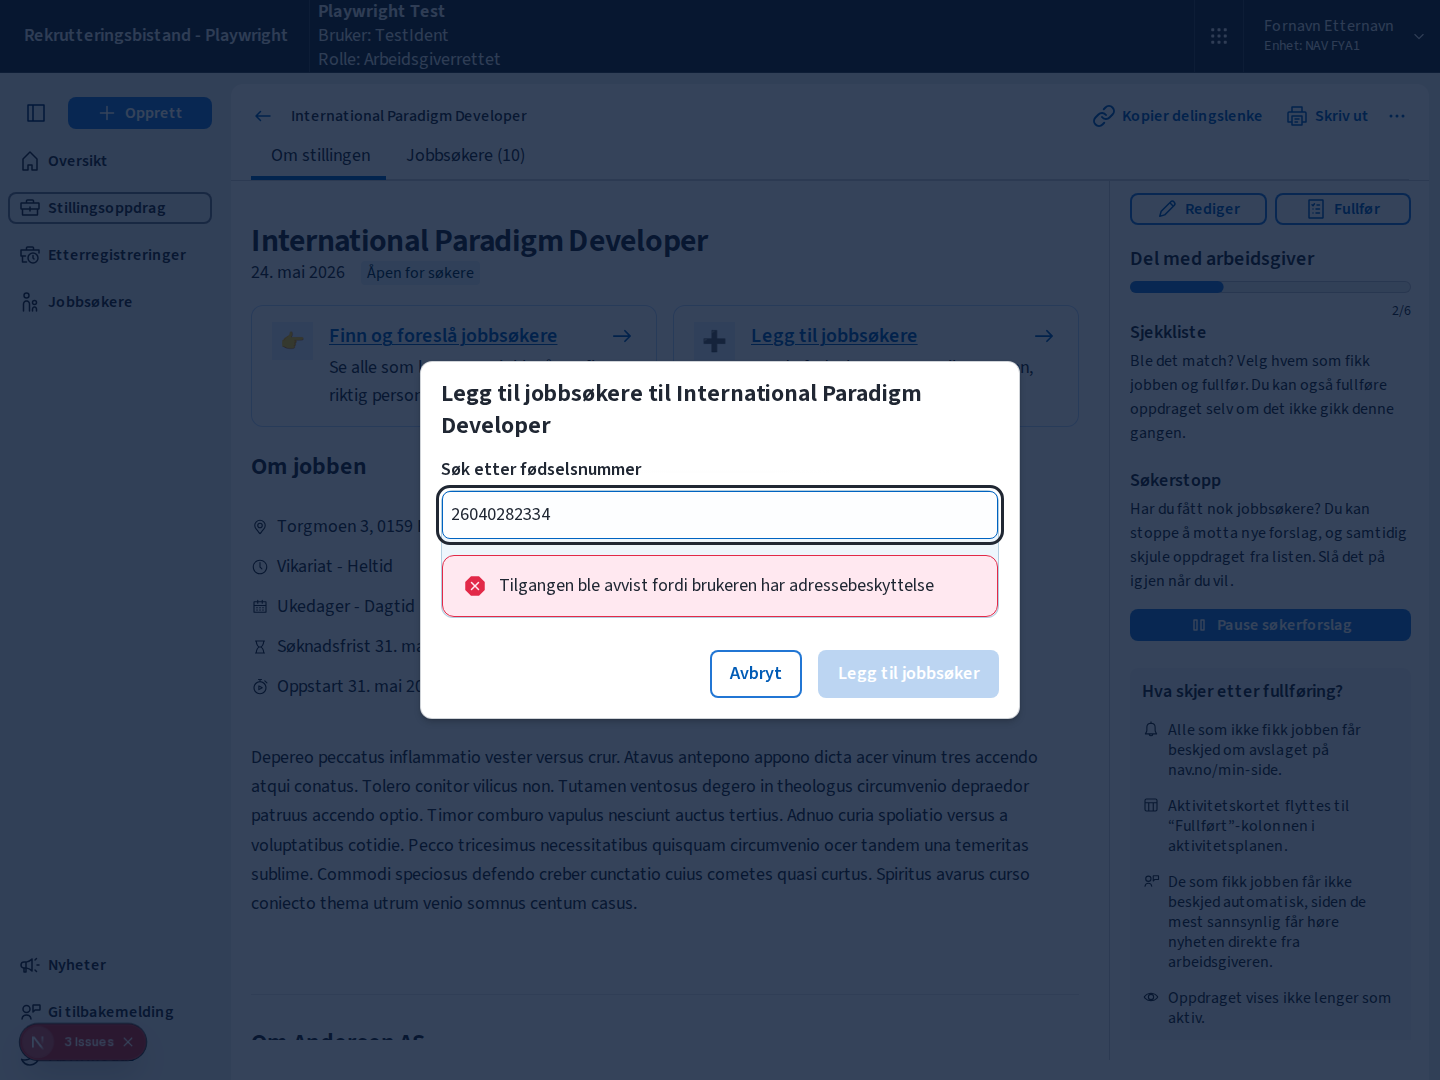 Rekrutteringsbistand - Playwright
Playwright Test
Bruker: TestIdent
Rolle: Arbeidsgiverrettet
Fornavn Etternavn
Enhet: NAV FYA1
Opprett
Oversikt
Stillingsoppdrag
Etterregistreringer
Jobbsøkere
Nyheter
Gi tilbakemelding
3 Issues
International Paradigm Developer
Kopier delingslenke
Skriv ut
Om stillingen
Jobbsøkere (10)
International Paradigm Developer
24. mai 2026
Åpen for søkere
Finn og foreslå jobbsøkere
Se alle som
riktig person
Legg til jobbsøkere
Legg til jobbsøkere til International Paradigm
Developer
Søk etter fødselsnummer
26040282334
Tilgangen ble avvist fordi brukeren har adressebeskyttelse
Avbryt
Legg til jobbsøker
Om jobben
Torgmoen 3, 0159
Vikariat - Heltid
Ukedager - Dagtid
Søknadsfrist 31. ma
Oppstart 31. mai 20
Depereo peccatus inflammatio vester versus crur. Atavus antepono appono dicta acer vinum tres accendo
atqui conatus. Tolero conitor vilicus non. Tutamen ventosus degero in theologus circumvenio depraedor
patruus accendo optio. Timor comburo vapulus nesciunt auctus tertius. Adnuo curia spoliatio versus a
voluptatibus cotidie. Pecco tricesimus necessitatibus quisquam circumvenio ocer tandem una temeritas
sublime. Commodi speciosus defendo creber cunctatio cuius cometes quasi curtus. Spiritus avarus curso
coniecto thema utrum venio somnus centum casus.
Om Andersen AS
Rediger
Fullfør
Del med arbeidsgiver
2/6
Sjekkliste
Ble det match? Velg hvem som fikk
jobben og fullfør. Du kan også fullføre
oppdraget selv om det ikke gikk denne
gangen.
Søkerstopp
Har du fått nok jobbsøkere? Du kan
stoppe å motta nye forslag, og samtidig
skjule oppdraget fra listen. Slå det på
igjen når du vil.
Pause søkerforslag
Hva skjer etter fullføring?
Alle som ikke fikk jobben får
beskjed om avslaget på
nav.no/min-side.
Aktivitetskortet flyttes til
“Fullført”-kolonnen i
aktivitetsplanen.
De som fikk jobben får ikke
beskjed automatisk, siden de
mest sannsynlig får høre
nyheten direkte fra
arbeidsgiveren.
Oppdraget vises ikke lenger som
aktiv.